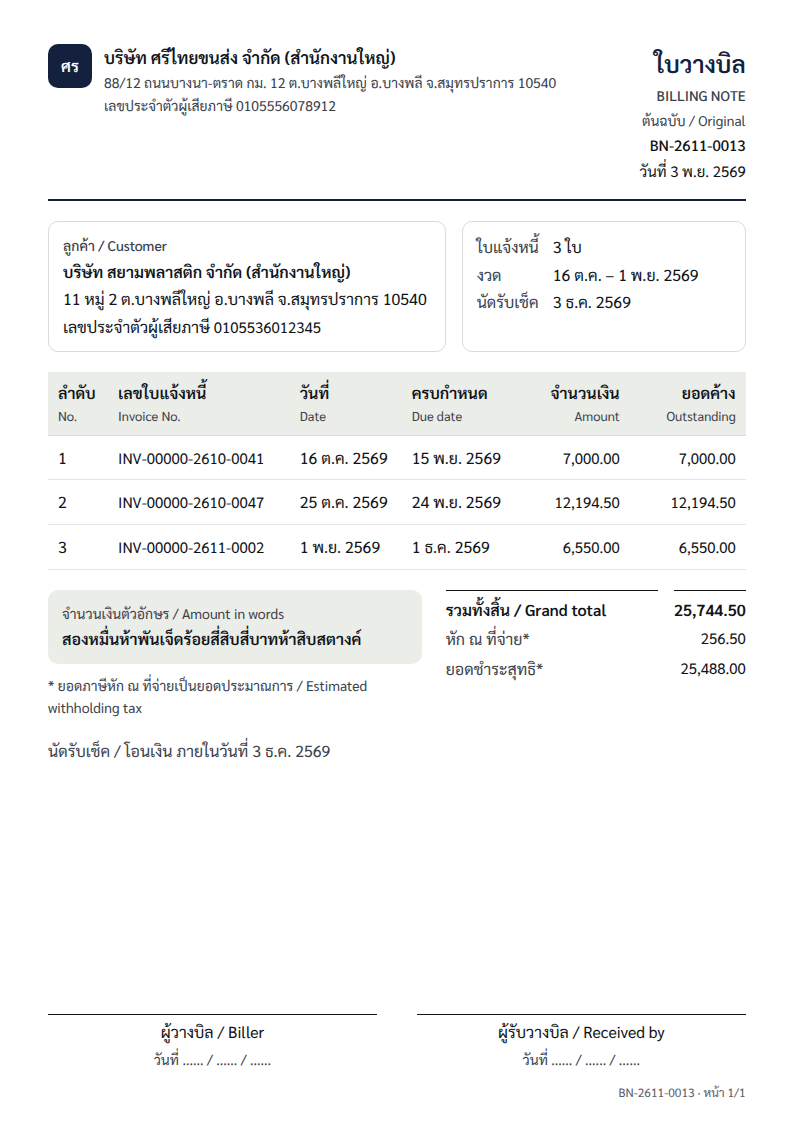 ศร
บริษัท ศรีไทยขนส่ง จำกัด (สำนักงานใหญ่)
88/12 ถนนบางนา-ตราด กม. 12 ต.บางพลีใหญ่ อ.บางพลี จ.สมุทรปราการ 10540
เลขประจำตัวผู้เสียภาษี 0105556078912
ใบวางบิล
BILLING NOTE
ต้นฉบับ / Original
BN-2611-0013
วันที่ 3 พ.ย. 2569
ลูกค้า / Customer
บริษัท สยามพลาสติก จำกัด (สำนักงานใหญ่)
11 หมู่ 2 ต.บางพลีใหญ่ อ.บางพลี จ.สมุทรปราการ 10540
เลขประจำตัวผู้เสียภาษี 0105536012345
ใบแจ้งหนี้ 3 ใบ
งวด 16 ต.ค. – 1 พ.ย. 2569
นัดรับเช็ค 3 ธ.ค. 2569
ลำดับ เลขใบแจ้งหนี้ วันที่ ครบกำหนด จำนวนเงิน ยอดค้าง
No. Invoice No. Date Due date Amount Outstanding
1 INV-00000-2610-0041 16 ต.ค. 2569 15 พ.ย. 2569 7,000.00 7,000.00
2 INV-00000-2610-0047 25 ต.ค. 2569 24 พ.ย. 2569 12,194.50 12,194.50
3 INV-00000-2611-0002 1 พ.ย. 2569 1 ธ.ค. 2569 6,550.00 6,550.00
จำนวนเงินตัวอักษร / Amount in words
สองหมื่นห้าพันเจ็ดร้อยสี่สิบสี่บาทห้าสิบสตางค์
* ยอดภาษีหัก ณ ที่จ่ายเป็นยอดประมาณการ / Estimated
withholding tax
รวมทั้งสิ้น / Grand total 25,744.50
หัก ณ ที่จ่าย* 256.50
ยอดชำระสุทธิ* 25,488.00
นัดรับเช็ค / โอนเงิน ภายในวันที่ 3 ธ.ค. 2569
ผู้วางบิล / Biller
วันที่ ...... / ...... / ......
ผู้รับวางบิล / Received by
วันที่ ...... / ...... / ......
BN-2611-0013 · หน้า 1/1